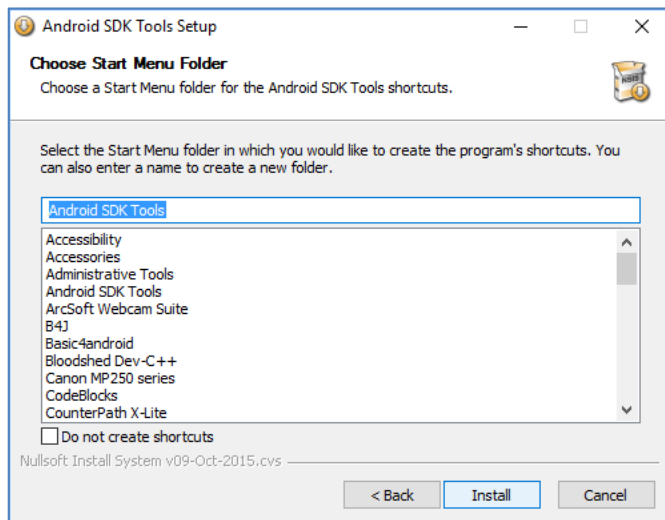 Android SDK Tools Setup
Choose Start Menu Folder
Choose a Start Menu folder for the Android SDK Tools shortcuts.
NSIS
Select the Start Menu folder in which you would like to create the program's shortcuts. You
can also enter a name to create a new folder.
Android SDK Tools
Accessibility
Accessories
Administrative Tools
Android SDK Tools
ArcSoft Webcam Suite
B4J
Basic4android
Bloodshed Dev-C++
Canon MP250 series
CodeBlocks
CounterPath X-Lite
Do not create shortcuts
Nullsoft Install System v09-Oct-2015.cvs
< Back
Install
Cancel